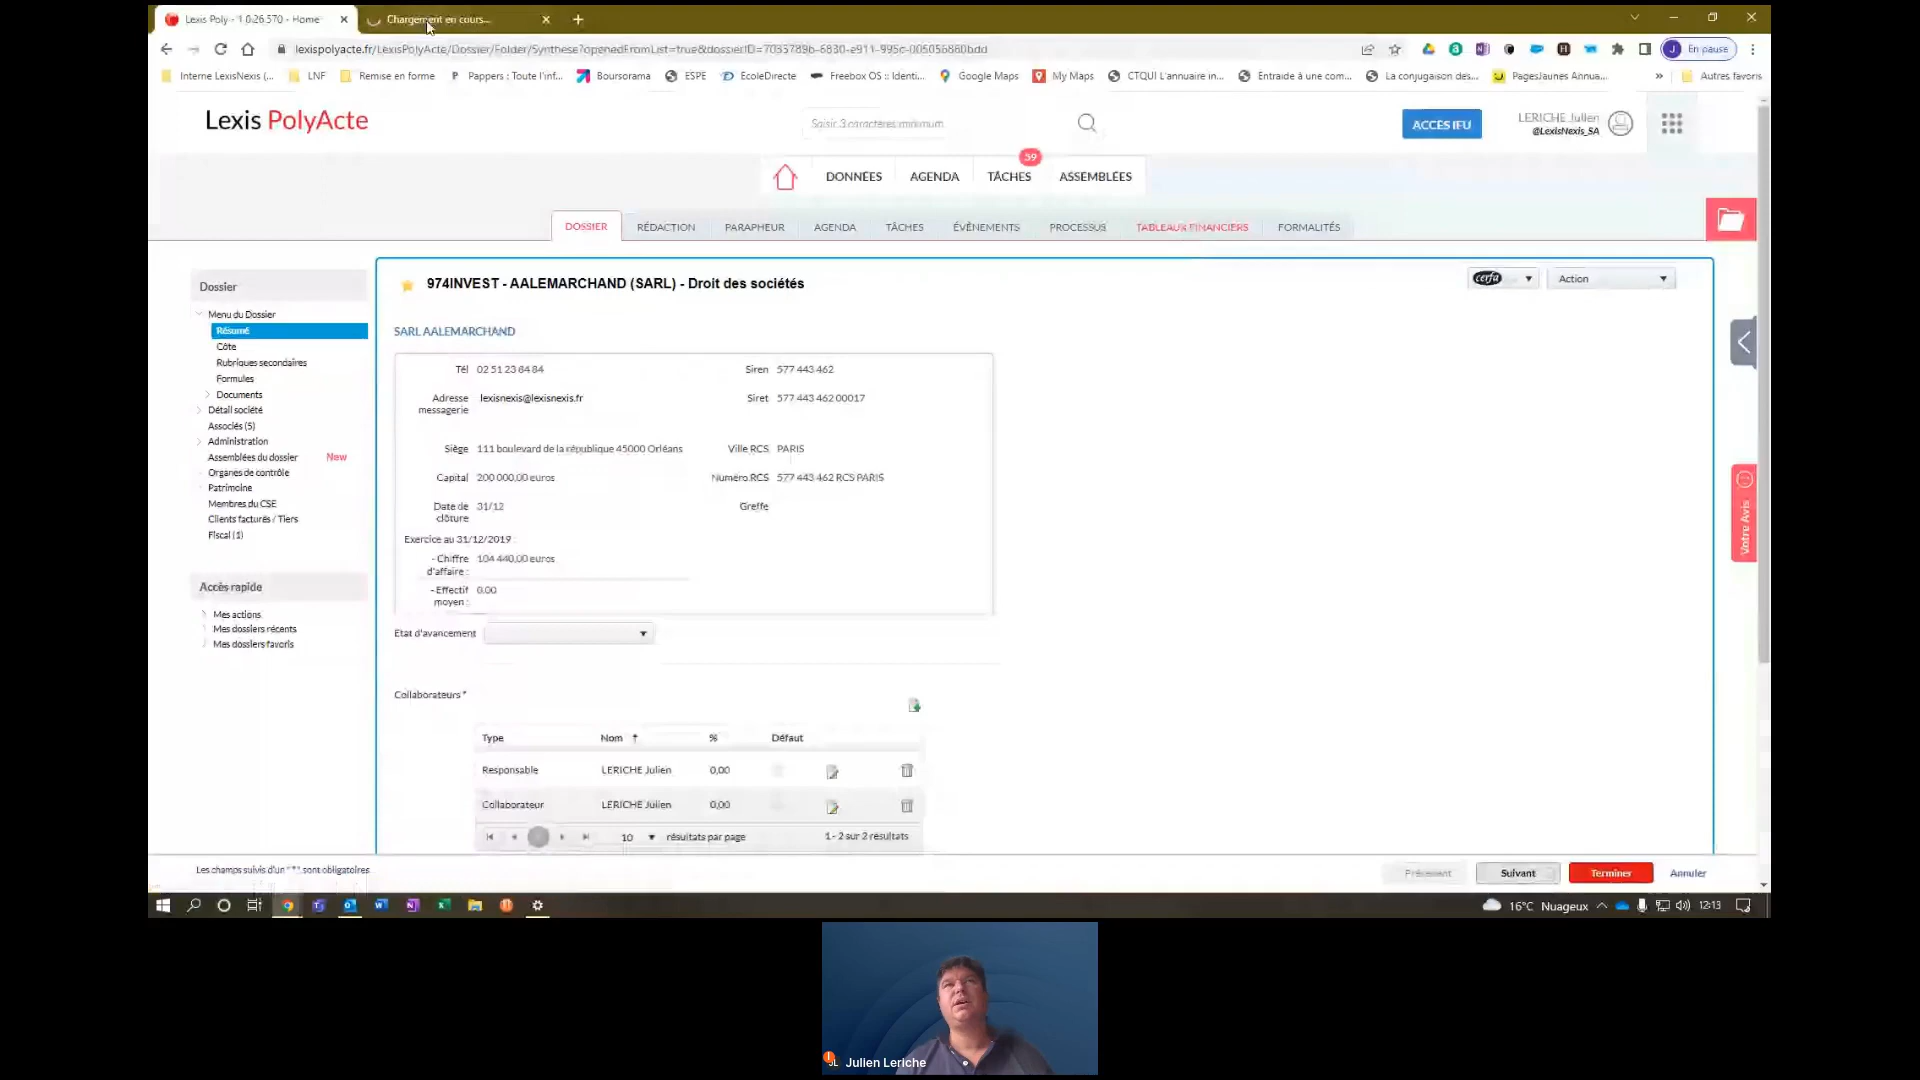 Lexis Poly - 1.0.26.570 - Home
Chargement en cours...
lexispolyacte.fr/LexisPolyActe/Dossier/Folder/Synthese?openedFromList=true&dossierID=7035789b-6830-e911-995c-005056860bdd
En pause
Interne LexisNexis (...
LNF
Remise en forme
Pappers : Toute l'inf...
Boursorama
ESPE
EcoleDirecte
Freebox OS :: Identi...
Google Maps
My Maps
CTQUI L'annuaire in...
Entraide à une com...
La conjugaison des...
PagesJaunes Annua...
»
Autres favoris
Lexis PolyActe
Saisir 3 caractères minimum
ACCÈS IFU
LERICHE Julien
@LexisNexis_SA
59
DONNÉES
AGENDA
TÂCHES
ASSEMBLÉES
DOSSIER
RÉDACTION
PARAPHEUR
AGENDA
TÂCHES
ÉVÈNEMENTS
PROCESSUS
TABLEAUX FINANCIERS
FORMALITÉS
Dossier
Menu du Dossier
Résumé
Côte
Rubriques secondaires
Formules
Documents
Détail société
Associés (5)
Administration
Assemblées du dossier New
Organes de contrôle
Patrimoine
Membres du CSE
Clients facturés / Tiers
Fiscal (1)
Accès rapide
Mes actions
Mes dossiers récents
Mes dossiers favoris
974INVEST - AALEMARCHAND (SARL) - Droit des sociétés
cerfa
Action
SARL AALEMARCHAND
Tél 02 51 23 84 84
Siren 577 443 462
Adresse messagerie lexisnexis@lexisnexis.fr
Siret 577 443 462 00017
Siège 111 boulevard de la république 45000 Orléans
Ville RCS PARIS
Capital 200 000,00 euros
Numéro RCS 577 443 462 RCS PARIS
Date de clôture 31/12
Greffe
Exercice au 31/12/2019 :
- Chiffre d'affaire : 104 440,00 euros
- Effectif moyen : 0.00
Etat d'avancement
Collaborateurs *
Type Nom ↑ % Défaut
Responsable LERICHE Julien 0,00
Collaborateur LERICHE Julien 0,00
10 résultats par page 1 - 2 sur 2 résultats
Votre Avis
Les champs suivis d'un "*" sont obligatoires
Précédent
Suivant
Terminer
Annuler
16°C Nuageux
12:13
JL
Julien Leriche